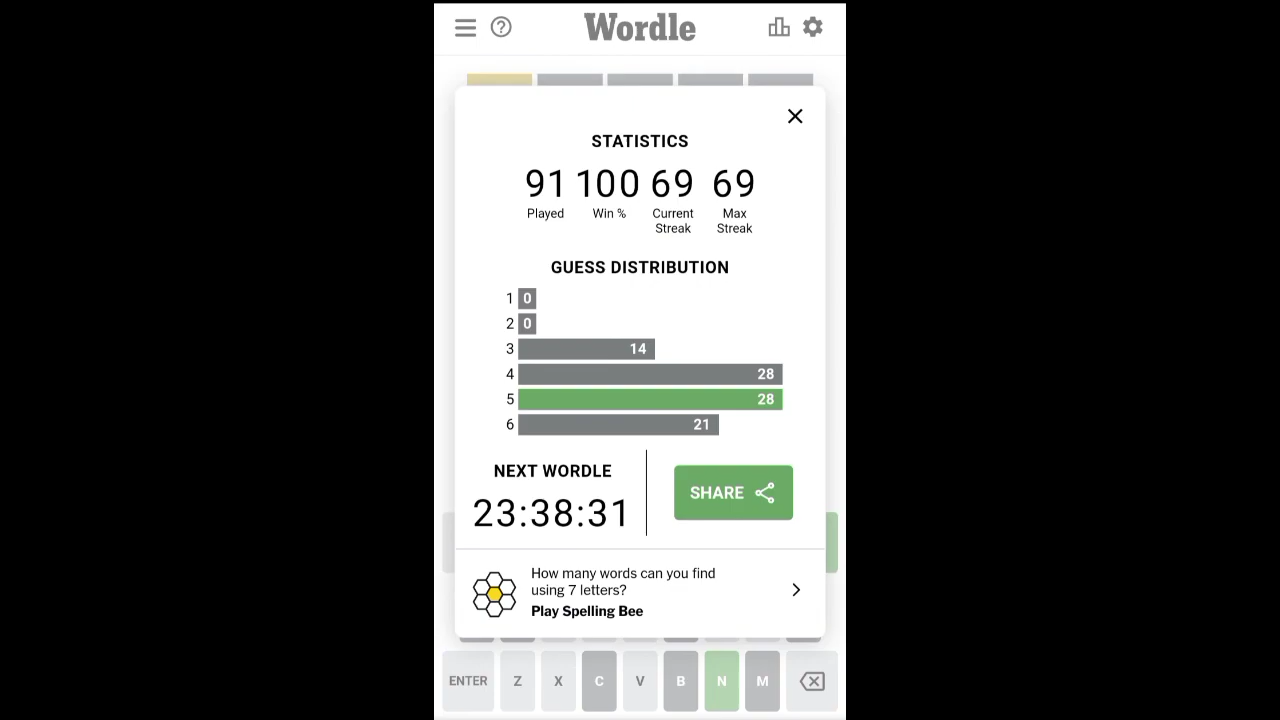 Wordle
STATISTICS
91 100 69 69
Played Win % Current Max
Streak Streak
GUESS DISTRIBUTION
1 0
2 0
3 14
4 28
5 28
6 21
NEXT WORDLE
23:38:31
SHARE
How many words can you find
using 7 letters?
Play Spelling Bee
ENTER Z X C V B N M